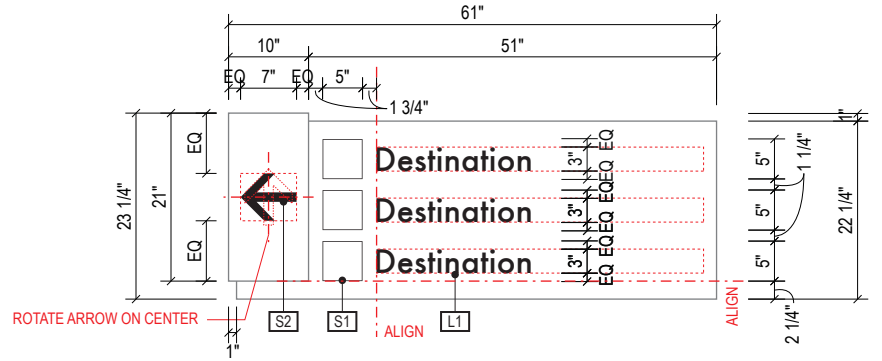 61"
10" 51"
EQ 7" EQ 5"
1 3/4"
1"
EQ
Destination 3" EQ EQ 5" 1 1/4"
23 1/4" 21" 22 1/4"
Destination 3" EQ EQ 5"
EQ
Destination 3" EQ EQ 5"
ROTATE ARROW ON CENTER S2 S1 L1
ALIGN
ALIGN
2 1/4"
1"